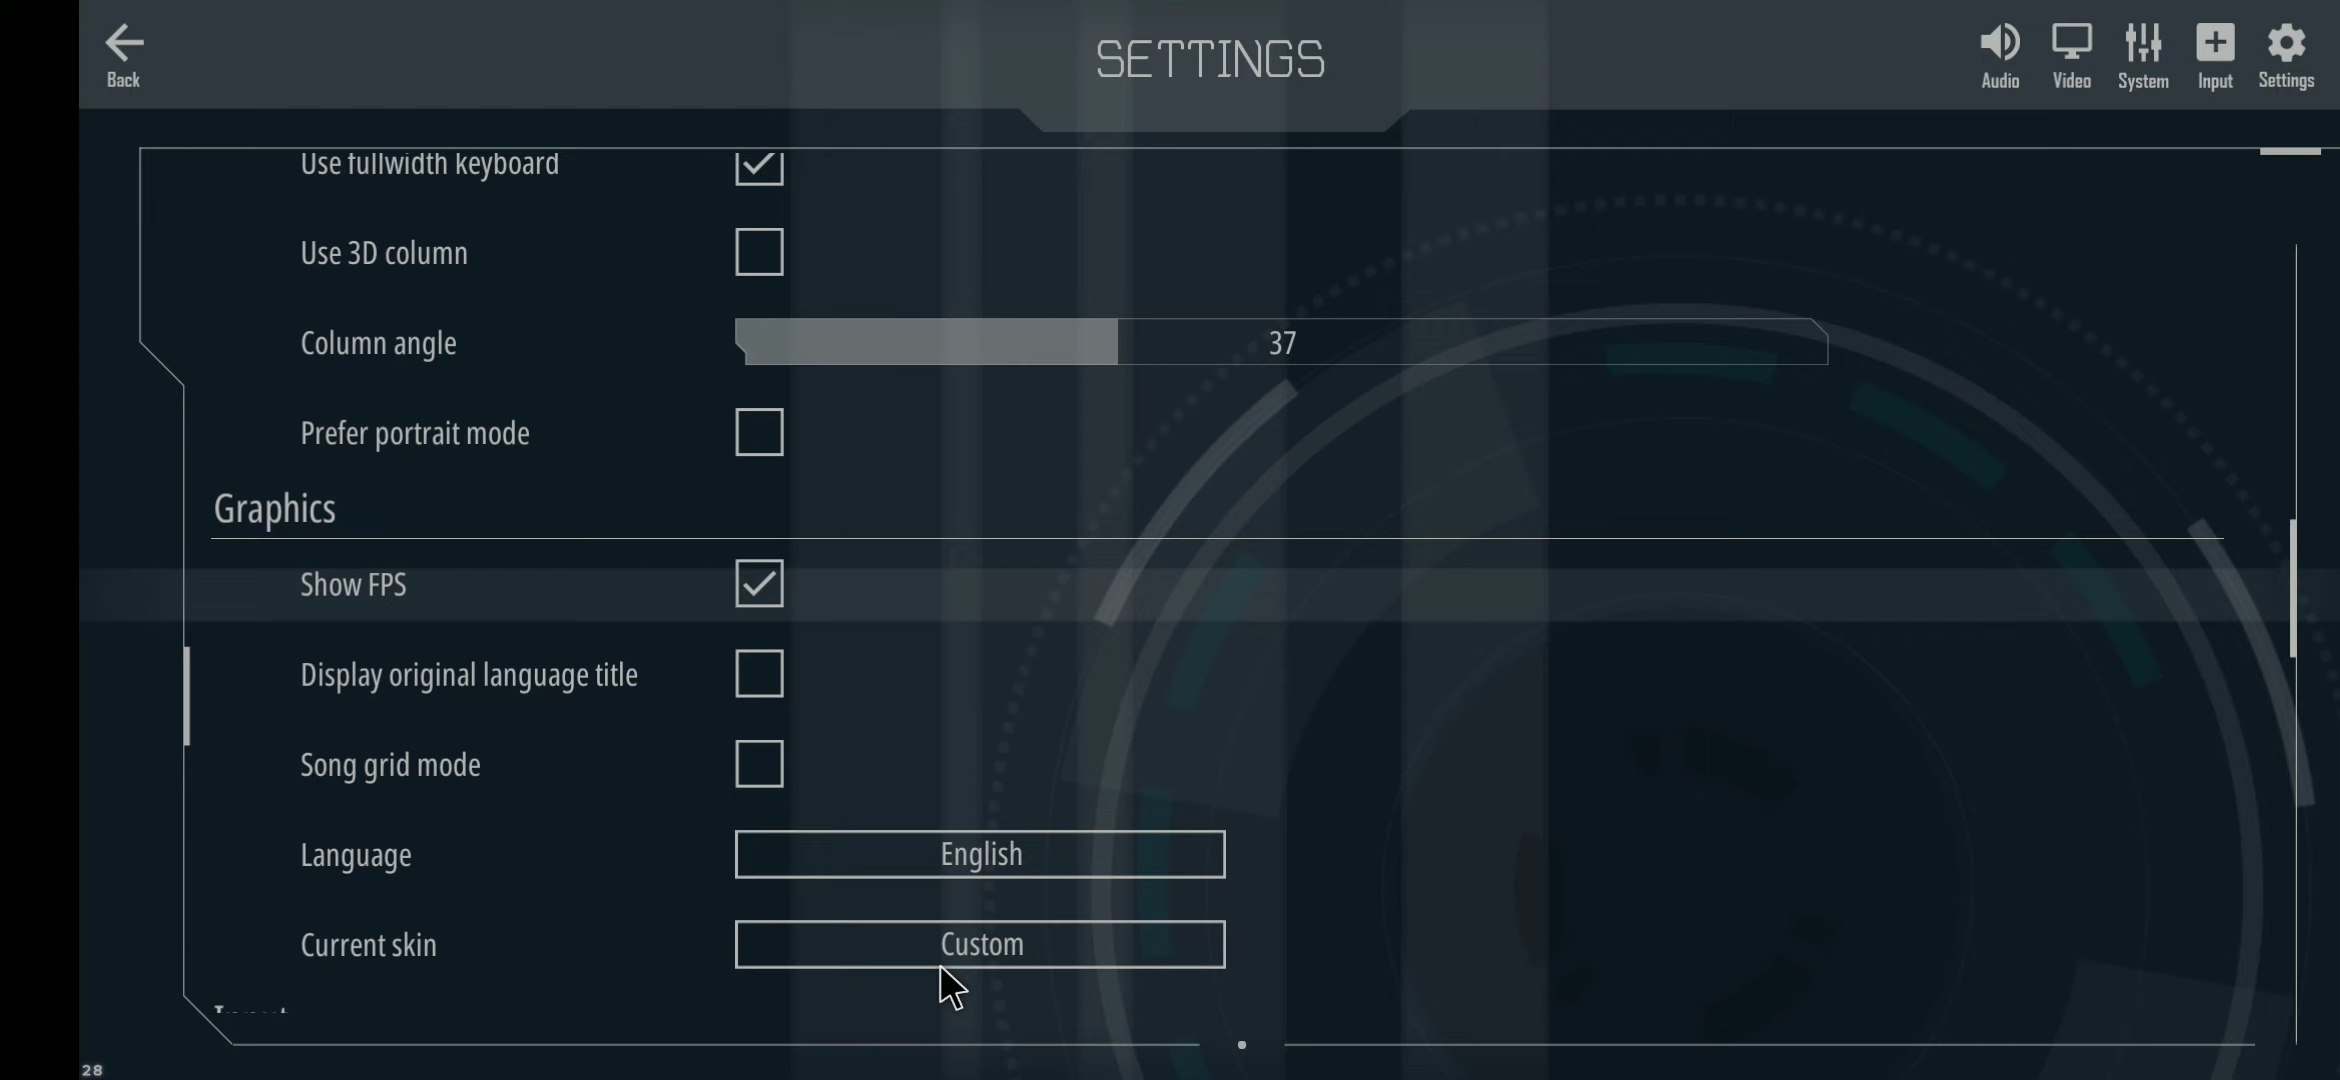 Back
SETTINGS
Audio
Video
System
Input
Settings
Use fullwidth keyboard
Use 3D column
Column angle
37
Prefer portrait mode
Graphics
Show FPS
Display original language title
Song grid mode
Language
English
Current skin
Custom
28